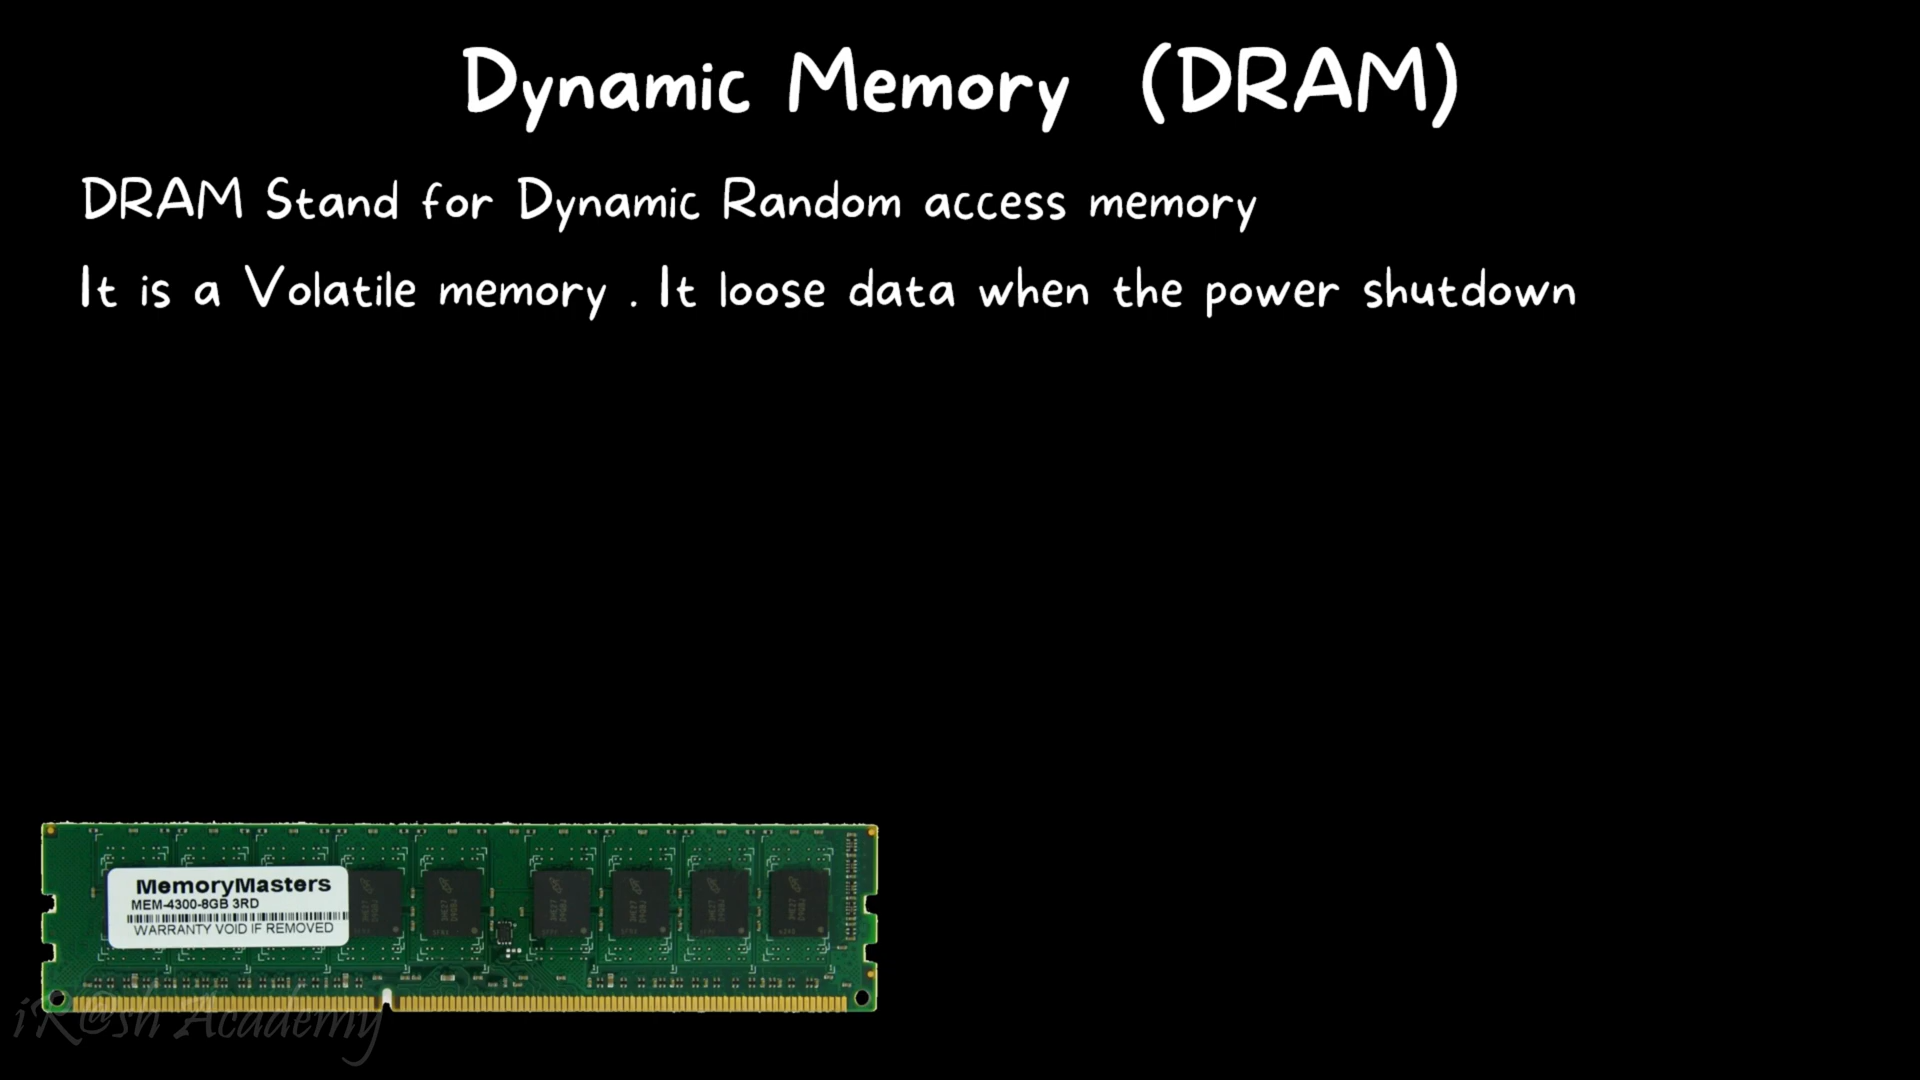 Dynamic Memory (DRAM)
DRAM Stand for Dynamic Random access memory
It is a Volatile memory . It loose data when the power shutdown
MemoryMasters
MEM-4300-8GB 3RD
WARRANTY VOID IF REMOVED
iR@sh Academy